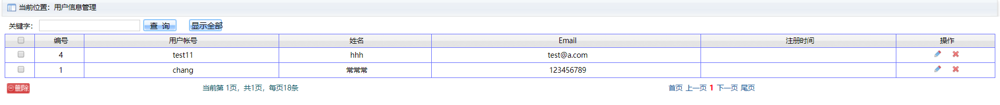 当前位置：用户信息管理
关键字： 查 询 显示全部
编号 用户帐号 姓名 Email 注册时间 操作
4 test11 hhh test@a.com
1 chang 常常常 123456789
删除 当前第 1页，共1页，每页18条 首页 上一页 1 下一页 尾页